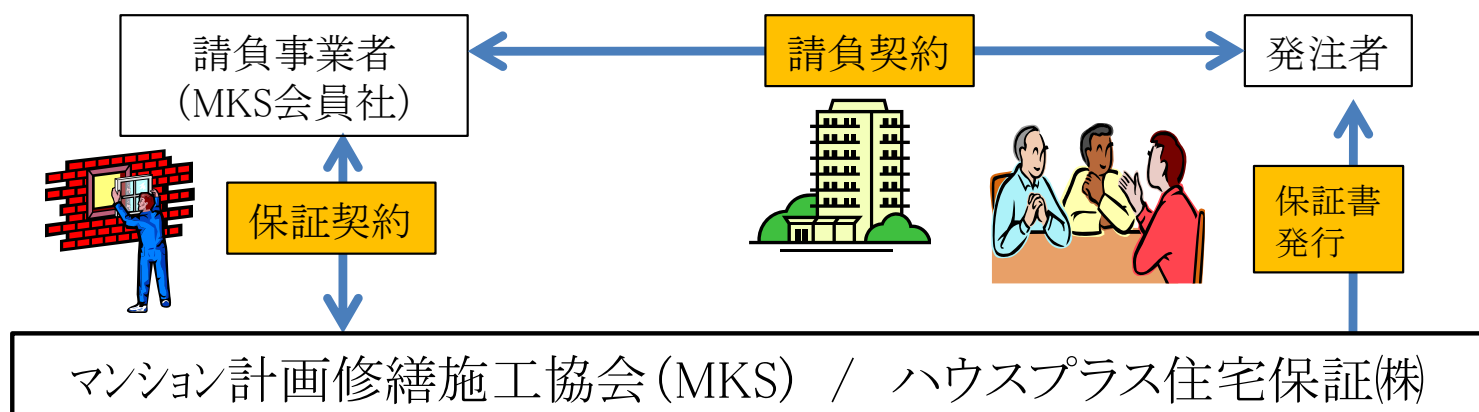 請負事業者
(MKS会員社)
請負契約
発注者
保証契約
保証書
発行
マンション計画修繕施工協会(MKS) / ハウスプラス住宅保証㈱